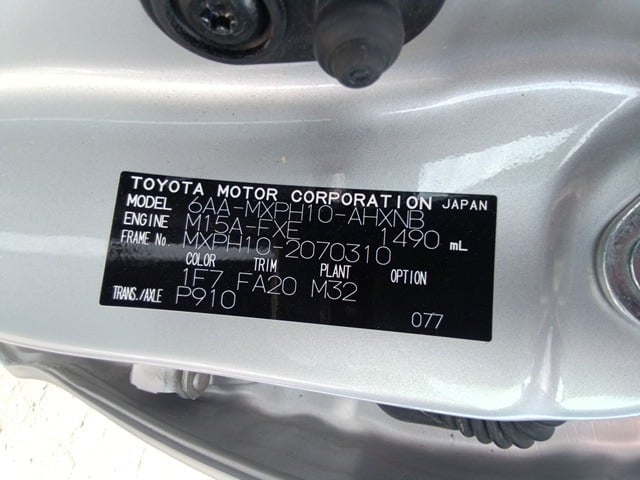 TOYOTA MOTOR CORPORATION JAPAN
MODEL 6AA-MXPH10-AHXNB
ENGINE M15A-FXE 1490 mL
FRAME No. MXPH10-2070310
COLOR TRIM PLANT OPTION
1F7 FA20 M32
TRANS./AXLE P910
077